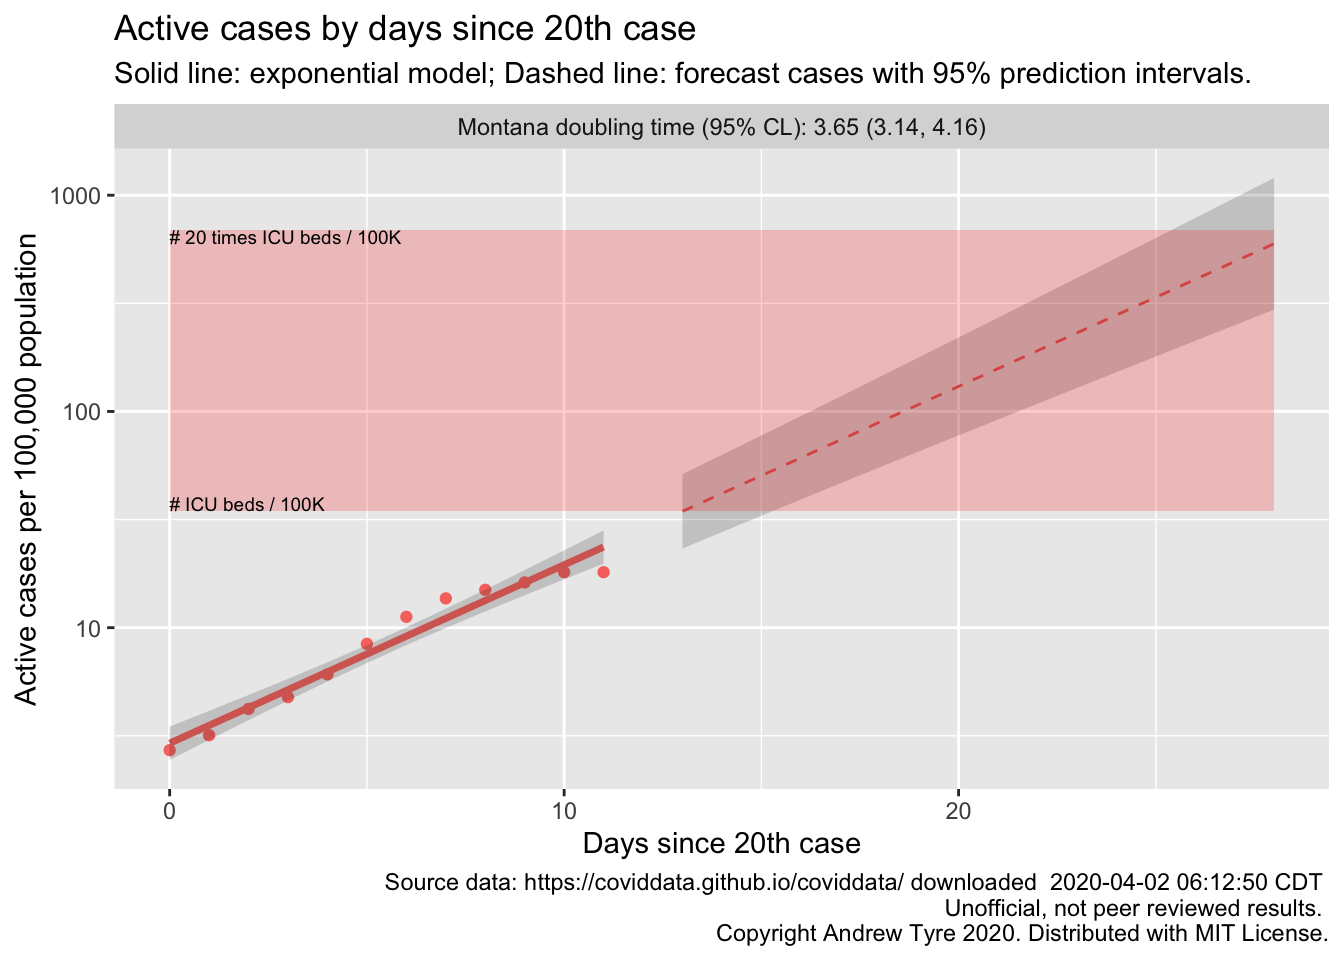 Active cases by days since 20th case
Solid line: exponential model; Dashed line: forecast cases with 95% prediction intervals.
Montana doubling time (95% CL): 3.65 (3.14, 4.16)
Active cases per 100,000 population
1000
100
10
# 20 times ICU beds / 100K
# ICU beds / 100K
0
10
20
Days since 20th case
Source data: https://coviddata.github.io/coviddata/ downloaded  2020-04-02 06:12:50 CDT
Unofficial, not peer reviewed results.
Copyright Andrew Tyre 2020. Distributed with MIT License.